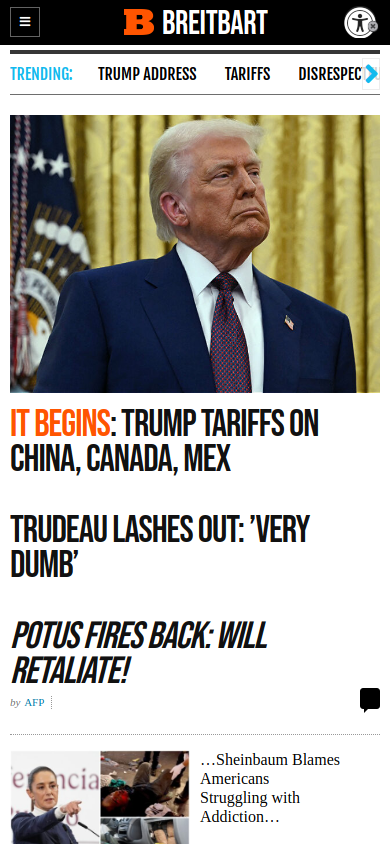 BREITBART
TRENDING:
TRUMP ADDRESS
TARIFFS
DISRESPEC
IT BEGINS: TRUMP TARIFFS ON
CHINA, CANADA, MEX
TRUDEAU LASHES OUT: ’VERY
DUMB’
POTUS FIRES BACK: WILL
RETALIATE!
by AFP
…Sheinbaum Blames
Americans
Struggling with
Addiction…